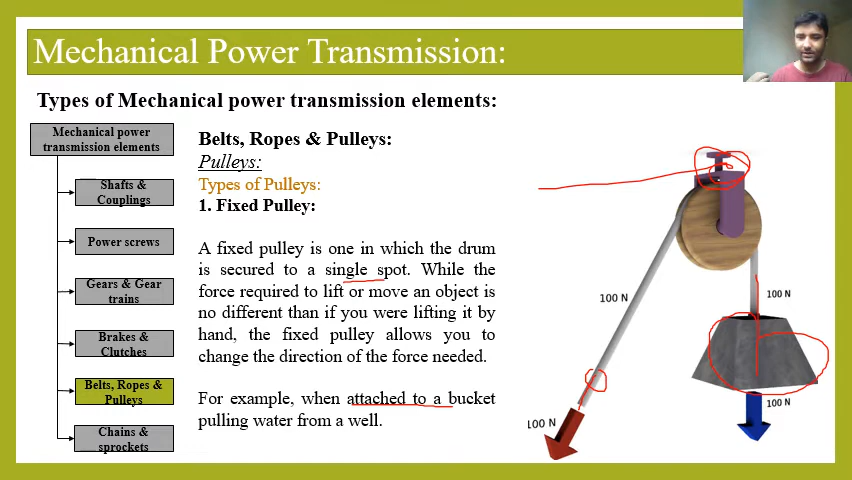 Mechanical Power Transmission:
Types of Mechanical power transmission elements:
Mechanical power
transmission elements
Shafts &
Couplings
Power screws
Gears & Gear
trains
Brakes &
Clutches
Belts, Ropes &
Pulleys
Chains &
sprockets
Belts, Ropes & Pulleys:
Pulleys:
Types of Pulleys:
1. Fixed Pulley:
A fixed pulley is one in which the drum
is secured to a single spot. While the
force required to lift or move an object is
no different than if you were lifting it by
hand, the fixed pulley allows you to
change the direction of the force needed.
For example, when attached to a bucket
pulling water from a well.
100 N
100 N
100 N
100 N